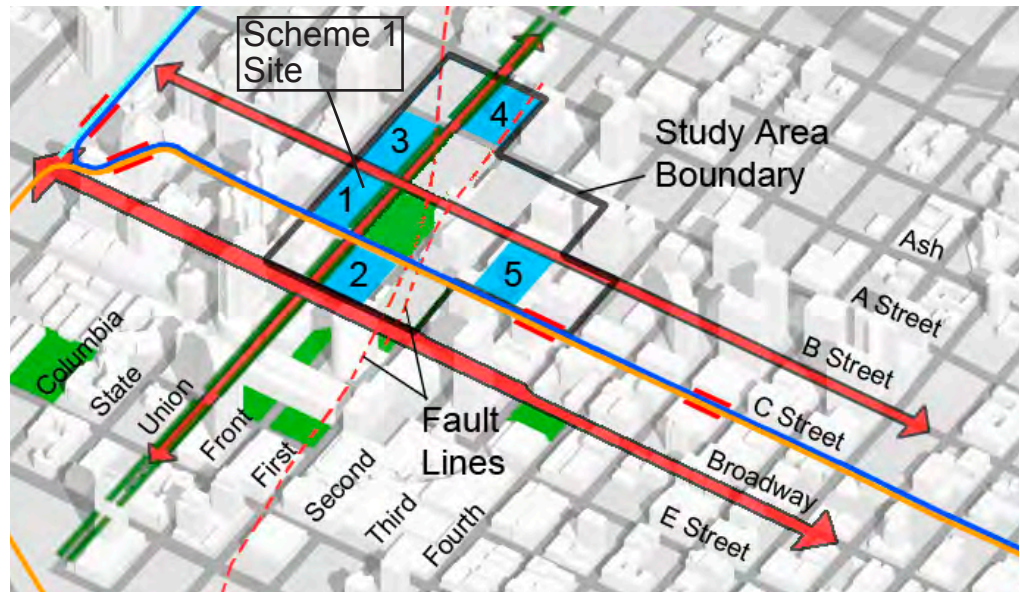 Scheme 1
Site
4
3
Study Area
Boundary
1
2
5
Ash
A Street
B Street
C Street
Broadway
E Street
Columbia
State
Union
Front
First
Second
Third
Fourth
Fault
Lines